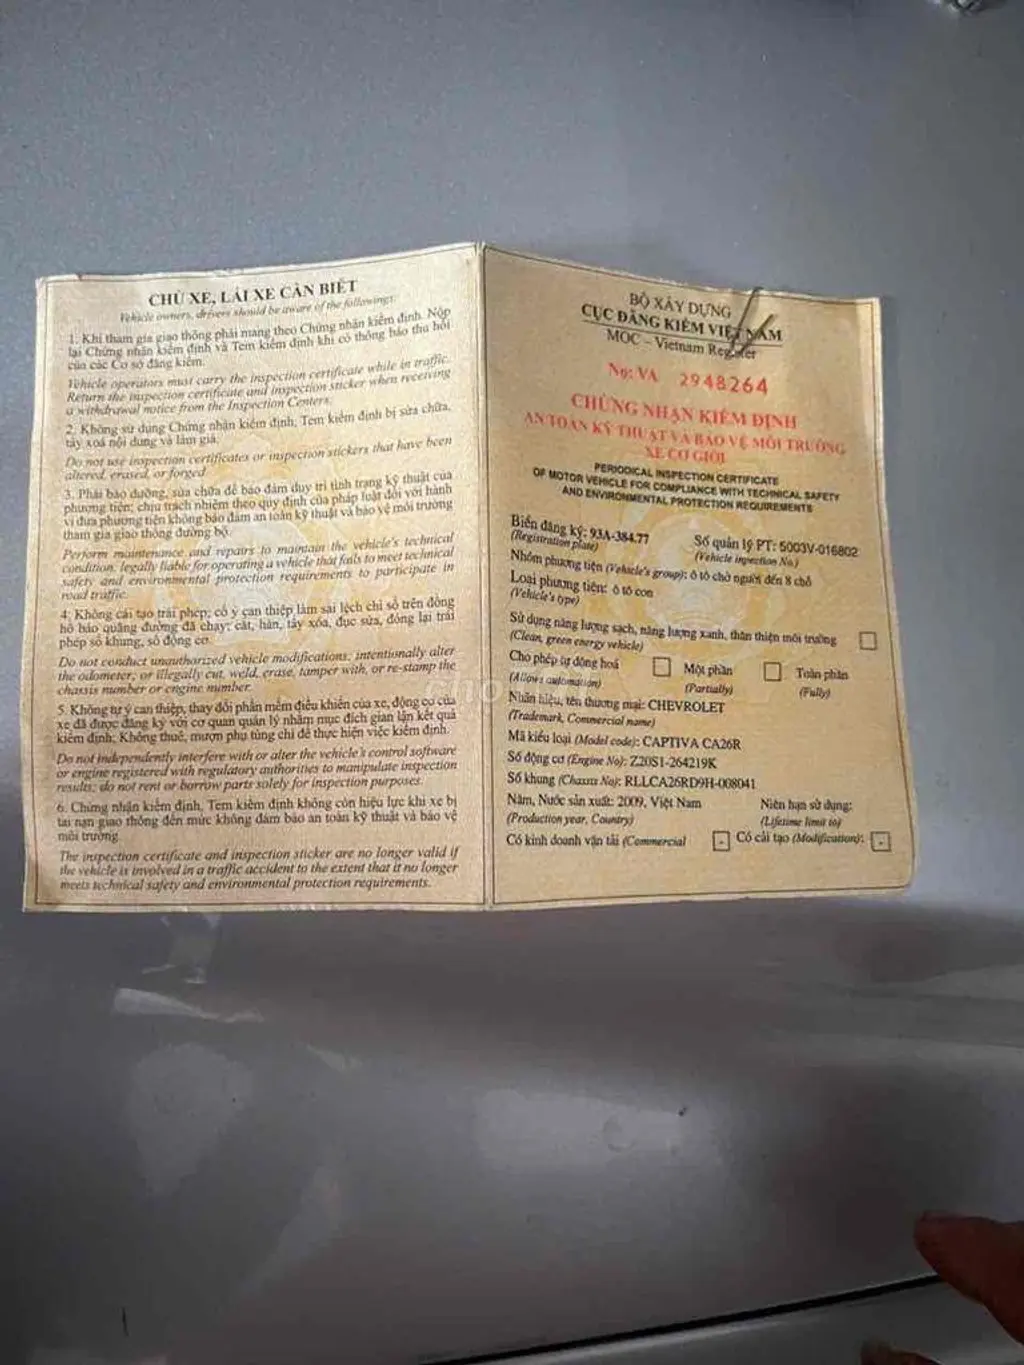 CHỦ XE, LÁI XE CẦN BIẾT
Vehicle owners, drivers should be aware of the followings:
1. Khi tham gia giao thông phải mang theo Chứng nhận kiểm định. Nộp
lại Chứng nhận kiểm định và Tem kiểm định khi có thông báo thu hồi
của các Cơ sở đăng kiểm.
Vehicle operators must carry the inspection certificate while in traffic.
Return the inspection certificate and inspection sticker when receiving
a withdrawal notice from the Inspection Centers.
2. Không sử dụng Chứng nhận kiểm định, Tem kiểm định bị sửa chữa,
tẩy xoá nội dung và làm giả.
Do not use inspection certificates or inspection stickers that have been
altered, erased, or forged
3. Phải bảo dưỡng, sửa chữa để bảo đảm duy trì tình trạng kỹ thuật của
phương tiện; chịu trách nhiệm theo quy định của pháp luật đối với hành
vi đưa phương tiện không bảo đảm an toàn kỹ thuật và bảo vệ môi trường
tham gia giao thông đường bộ.
Perform maintenance and repairs to maintain the vehicle's technical
condition, legally liable for operating a vehicle that fails to meet technical
safety and environmental protection requirements to participate in
road traffic.
4. Không cải tạo trái phép; cố ý can thiệp làm sai lệch chỉ số trên đồng
hồ báo quãng đường đã chạy; cắt, hàn, tẩy xóa, đục sửa, đóng lại trái
phép số khung, số động cơ.
Do not conduct unauthorized vehicle modifications, intentionally alter
the odometer, or illegally cut, weld, erase, tamper with, or re-stamp the
chassis number or engine number.
5. Không tự ý can thiệp, thay đổi phần mềm điều khiển của xe, động cơ của
xe đã được đăng ký với cơ quan quản lý nhằm mục đích gian lận kết quả
kiểm định; Không thuê, mượn phụ tùng chỉ để thực hiện việc kiểm định.
Do not independently interfere with or alter the vehicle's control software
or engine registered with regulatory authorities to manipulate inspection
results; do not rent or borrow parts solely for inspection purposes.
6. Chứng nhận kiểm định, Tem kiểm định không còn hiệu lực khi xe bị
tai nạn giao thông đến mức không đảm bảo an toàn kỹ thuật và bảo vệ
môi trường.
The inspection certificate and inspection sticker are no longer valid if
the vehicle is involved in a traffic accident to the extent that it no longer
meets technical safety and environmental protection requirements.
BỘ XÂY DỰNG
CỤC ĐĂNG KIỂM VIỆT NAM
MOC – Vietnam Register
No: VA 2948264
CHỨNG NHẬN KIỂM ĐỊNH
AN TOÀN KỸ THUẬT VÀ BẢO VỆ MÔI TRƯỜNG
XE CƠ GIỚI
PERIODICAL INSPECTION CERTIFICATE
OF MOTOR VEHICLE FOR COMPLIANCE WITH TECHNICAL SAFETY
AND ENVIRONMENTAL PROTECTION REQUIREMENTS
Biển đăng ký: 93A-384.77 Số quản lý PT: 5003V-016802
(Registration plate) (Vehicle inpection No.)
Nhóm phương tiện (Vehicle's group): ô tô chở người đến 8 chỗ
Loại phương tiện: ô tô con
(Vehicle's type)
Sử dụng năng lượng sạch, năng lượng xanh, thân thiện môi trường
(Clean, green energy vehicle)
Cho phép tự động hoá Một phần Toàn phần
(Allows automation) (Partially) (Fully)
Nhãn hiệu, tên thương mại: CHEVROLET
(Trademark, Commercial name)
Mã kiểu loại (Model code): CAPTIVA CA26R
Số động cơ (Engine No): Z20S1-264219K
Số khung (Chassis No): RLLCA26RD9H-008041
Năm, Nước sản xuất: 2009, Việt Nam Niên hạn sử dụng:
(Production year, Country) (Lifetime limit to)
Có kinh doanh vận tải (Commercial - Có cải tạo (Modification): -